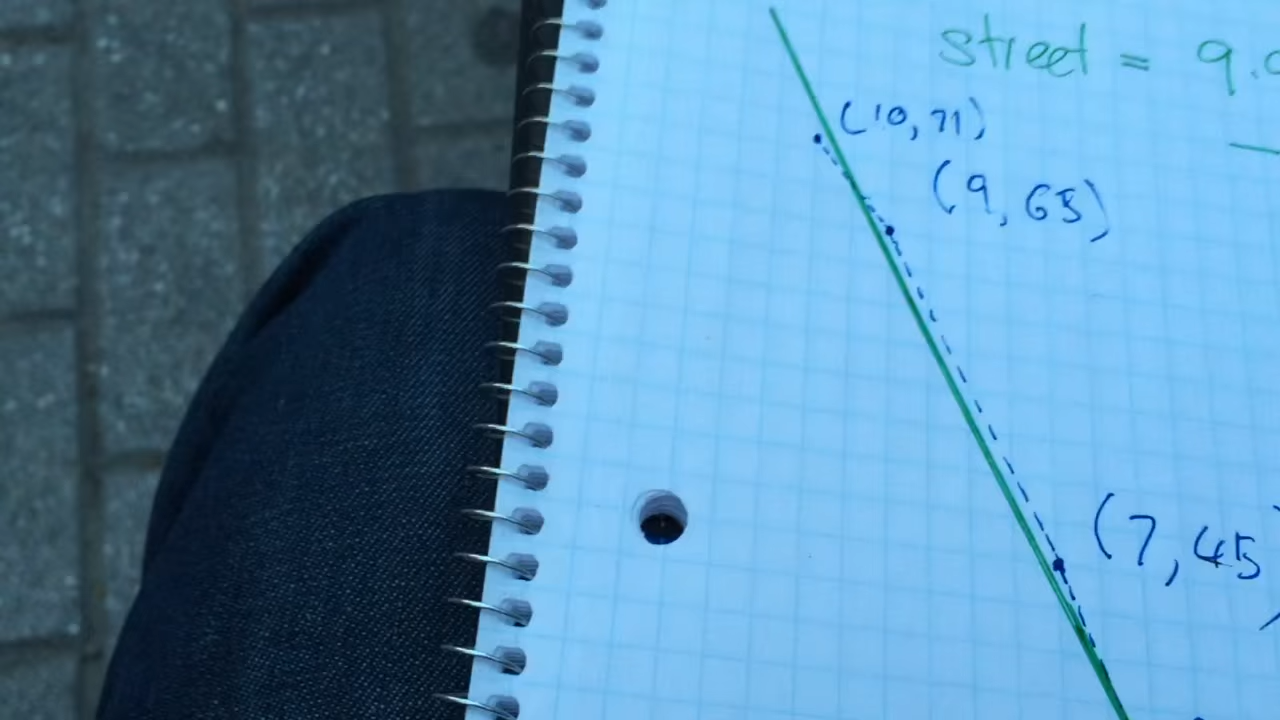 street = 9.
(10,71)
(9,65)
(7,45